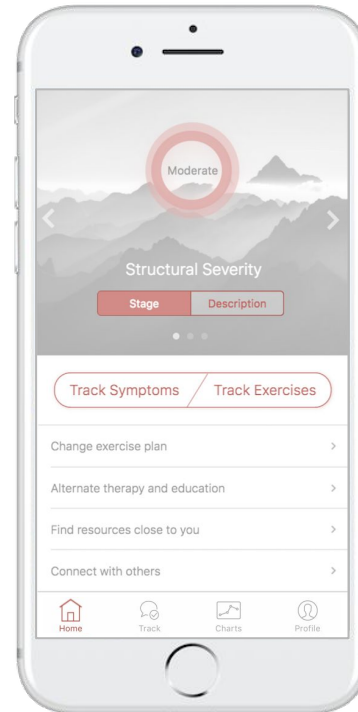 Moderate
Structural Severity
Stage Description
Track Symptoms Track Exercises
Change exercise plan
Alternate therapy and education
Find resources close to you
Connect with others
Home Track Charts Profile